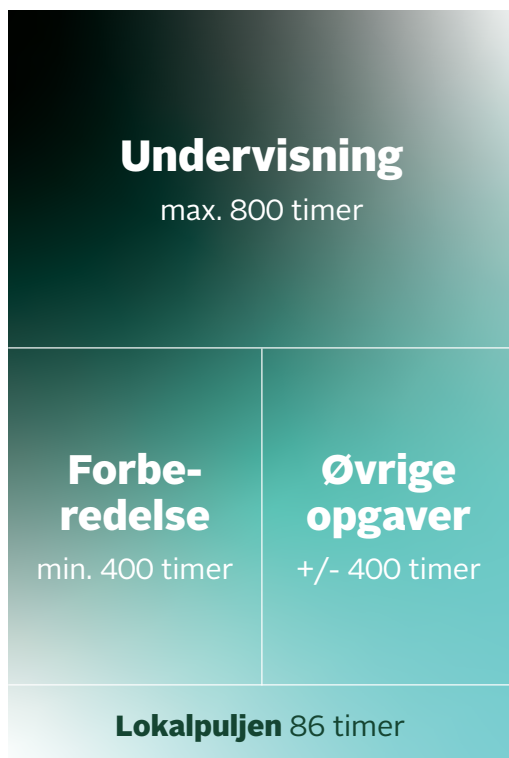 Undervisning
max. 800 timer
Forbe-
redelse
min. 400 timer
Øvrige
opgaver
+/- 400 timer
Lokalpuljen 86 timer